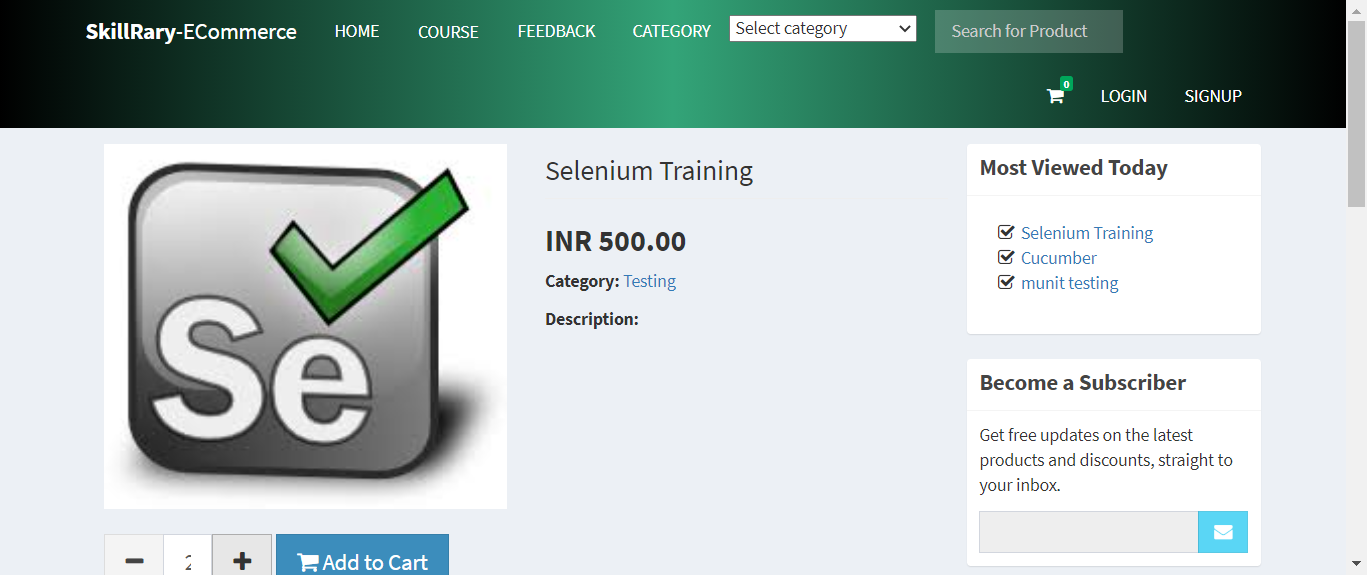 SkillRary-ECommerce HOME COURSE FEEDBACK CATEGORY Select category Search for Product
0 LOGIN SIGNUP
Se
Selenium Training
INR 500.00
Category: Testing
Description:
2
Add to Cart
Most Viewed Today
Selenium Training
Cucumber
munit testing
Become a Subscriber
Get free updates on the latest
products and discounts, straight to
your inbox.